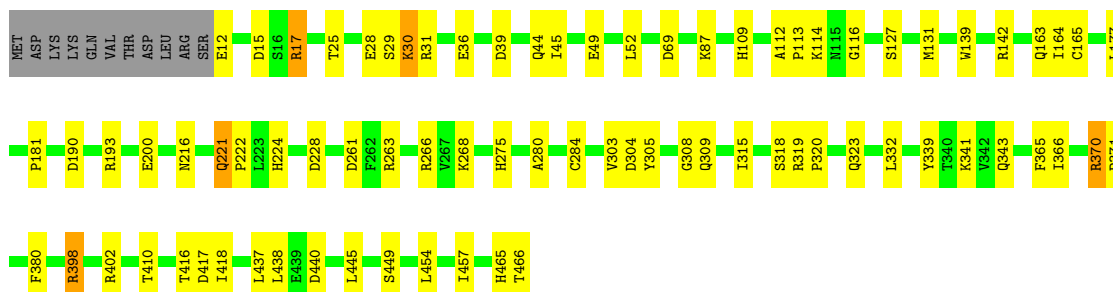 MET ASP LYS LYS GLN VAL THR ASP LEU ARG SER E12 D15 S16 R17 T25 E28 S29 K30 R31 E36 D39 Q44 I45 E49 L52 D69 K87 H109 A112 P113 K114 N115 G116 S127 M131 W139 R142 Q163 I164 C165
P181 D190 R193 E200 N216 Q221 P222 L223 H224 D228 D261 F262 R263 R266 V267 K268 H275 A280 C284 V303 D304 Y305 G308 Q309 I315 S318 R319 P320 Q323 L332 Y339 T340 K341 V342 Q343 F365 I366 R370
F380 R398 R402 T410 T416 D417 I418 L437 L438 E439 D440 L445 S449 L454 I457 H465 T466